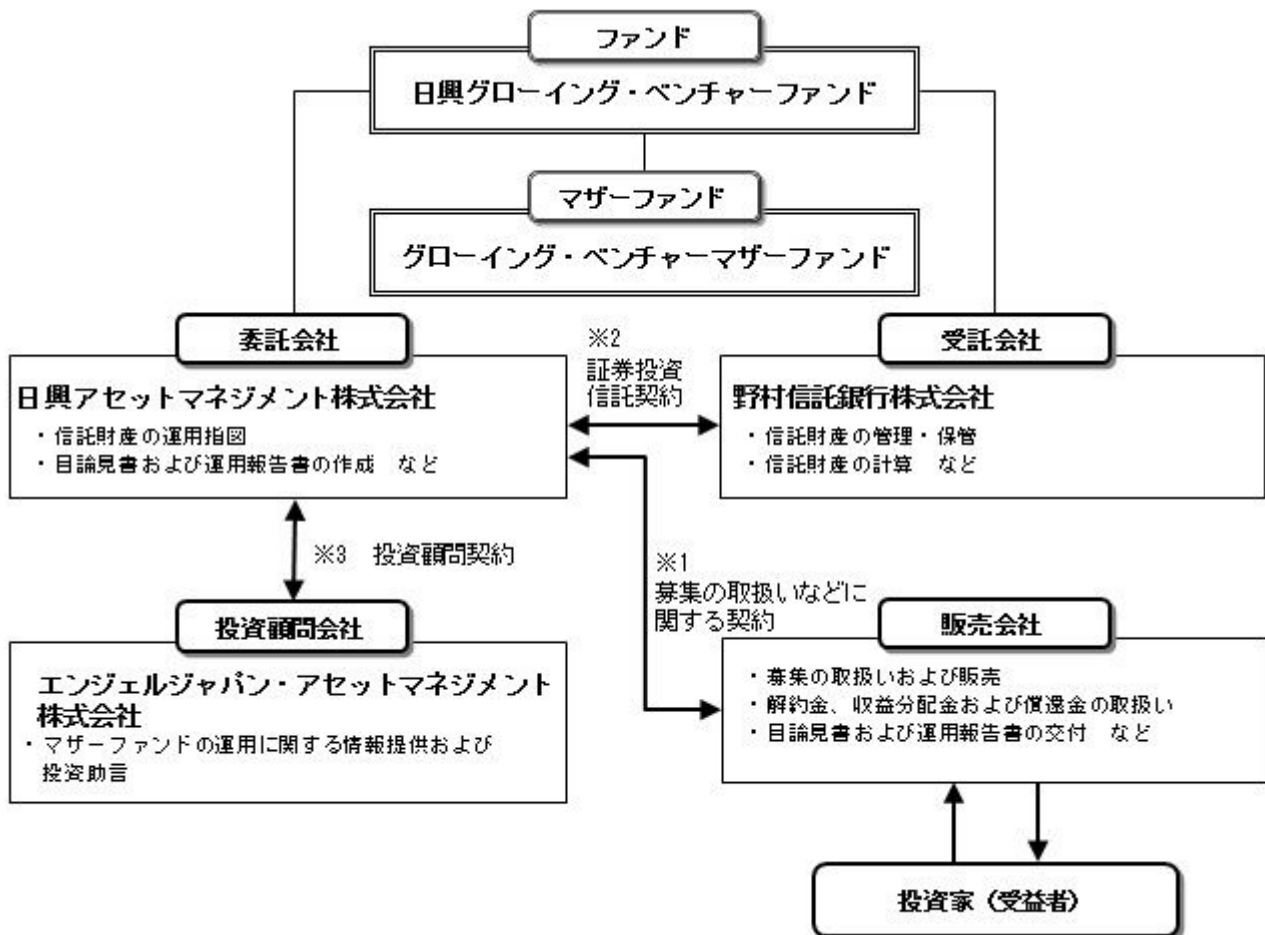 ファンド
日興グローイング・ベンチャーファンド
マザーファンド
グローイング・ベンチャーマザーファンド
委託会社
日興アセットマネジメント株式会社
・信託財産の運用指図
・目論見書および運用報告書の作成　など
※2
証券投資
信託契約
受託会社
野村信託銀行株式会社
・信託財産の管理・保管
・信託財産の計算　など
※3　投資顧問契約
※1
募集の取扱いなどに
関する契約
投資顧問会社
エンジェルジャパン・アセットマネジメント
株式会社
・マザーファンドの運用に関する情報提供および
投資助言
販売会社
・募集の取扱いおよび販売
・解約金、収益分配金および償還金の取扱い
・目論見書および運用報告書の交付　など
投資家（受益者）